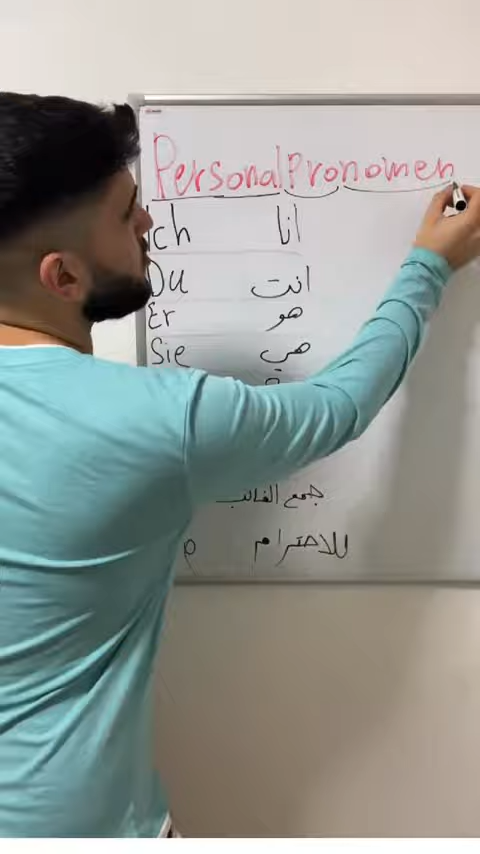 PersonalPronomen
Ich انا
Du انت
Er هو
Sie هي
جمع الغائب
للاحترام